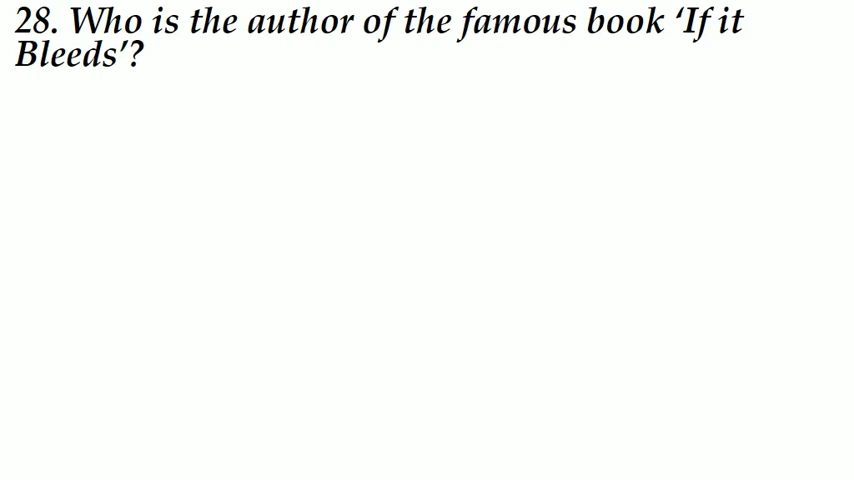 28. Who is the author of the famous book ‘If it
Bleeds’?